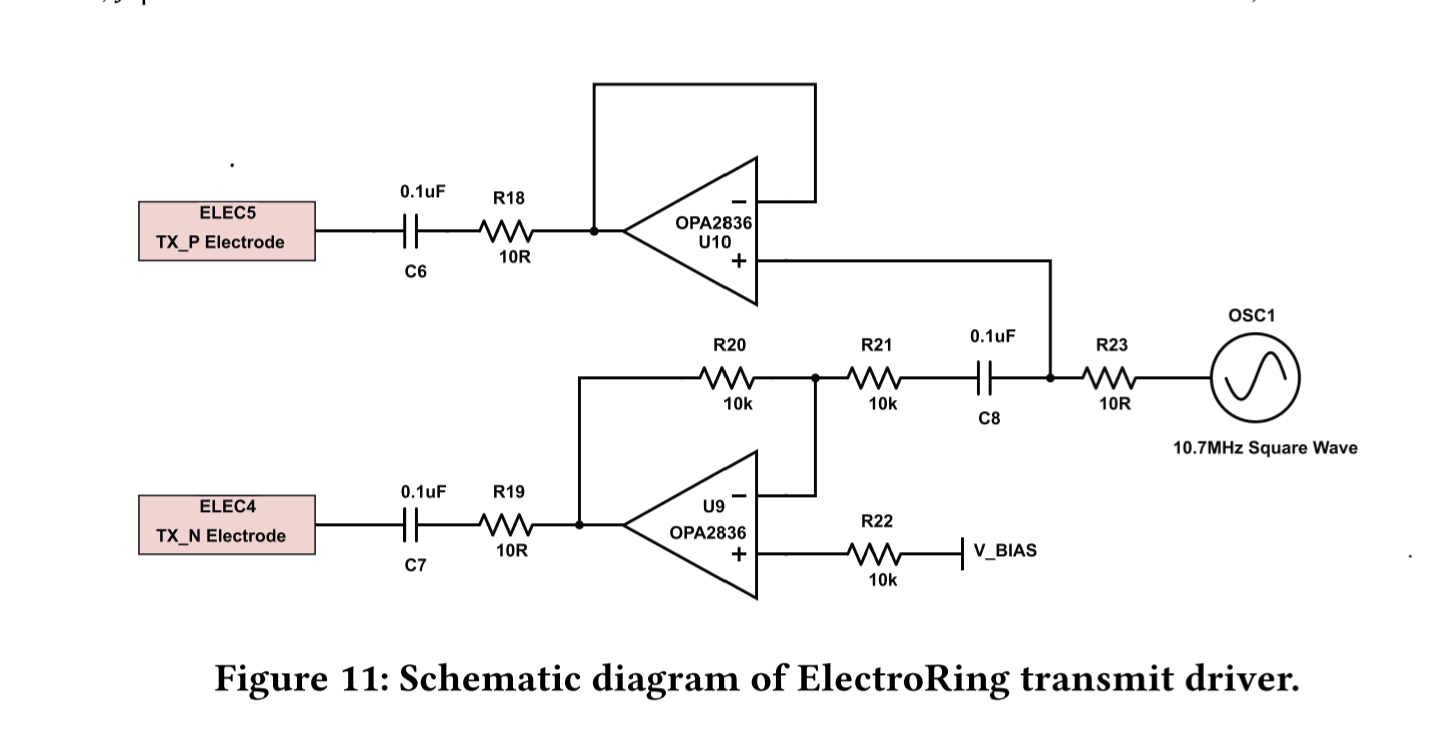 0.1uF
R18
ELEC5
TX_P Electrode
C6
10R
−
OPA2836
U10
+
OSC1
R20
R21
0.1uF
R23
10k
10k
C8
10R
10.7MHz Square Wave
0.1uF
R19
ELEC4
TX_N Electrode
C7
10R
−
U9
OPA2836
+
R22
10k
V_BIAS
Figure 11: Schematic diagram of ElectroRing transmit driver.